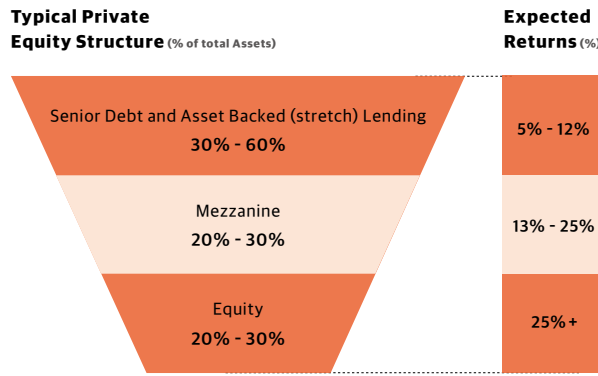 Typical Private
Equity Structure (% of total Assets)
Expected
Returns (%)
Senior Debt and Asset Backed (stretch) Lending
30% - 60%
5% - 12%
Mezzanine
20% - 30%
13% - 25%
Equity
20% - 30%
25% +